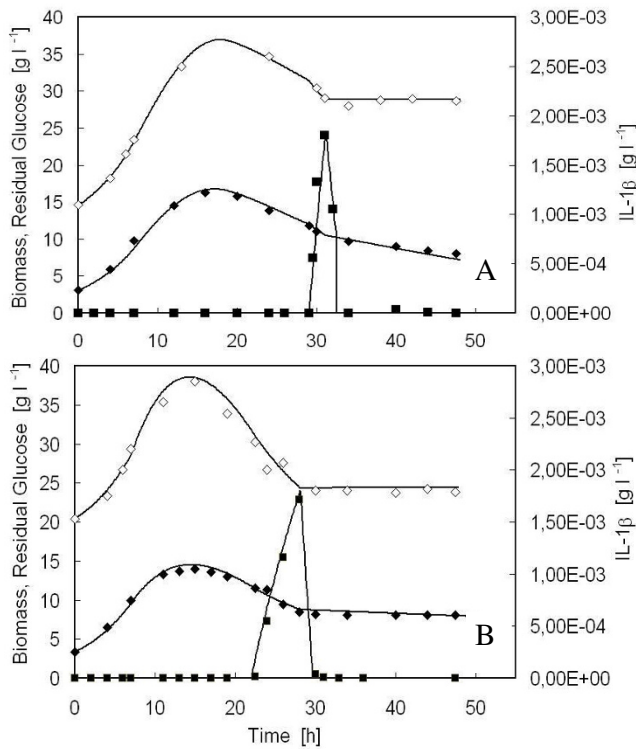 40
35
30
25
20
15
10
5
0
Biomass, Residual Glucose [g l⁻¹]
3,00E-03
2,50E-03
2,00E-03
1,50E-03
1,00E-03
5,00E-04
0,00E+00
IL-1β [g l⁻¹]
A
0 10 20 30 40 50
40
35
30
25
20
15
10
5
0
Biomass, Residual Glucose [g l⁻¹]
3,00E-03
2,50E-03
2,00E-03
1,50E-03
1,00E-03
5,00E-04
0,00E+00
IL-1β [g l⁻¹]
B
0 10 20 30 40 50
Time [h]